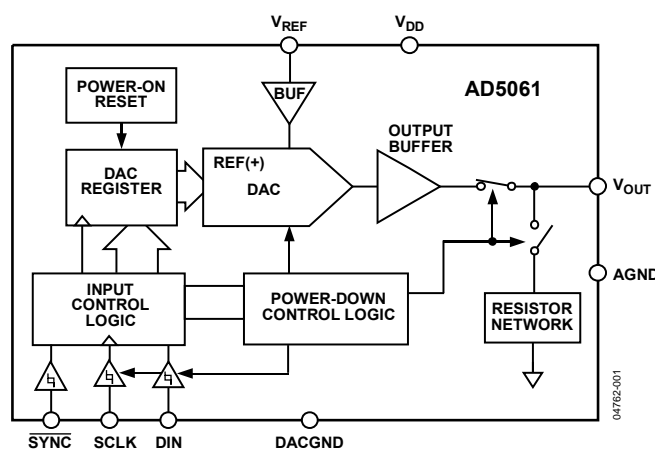 VREF
VDD
POWER-ON
RESET
BUF
AD5061
OUTPUT
BUFFER
DAC
REGISTER
REF(+)
DAC
VOUT
AGND
INPUT
CONTROL
LOGIC
POWER-DOWN
CONTROL LOGIC
RESISTOR
NETWORK
SYNC
SCLK
DIN
DACGND
04762-001